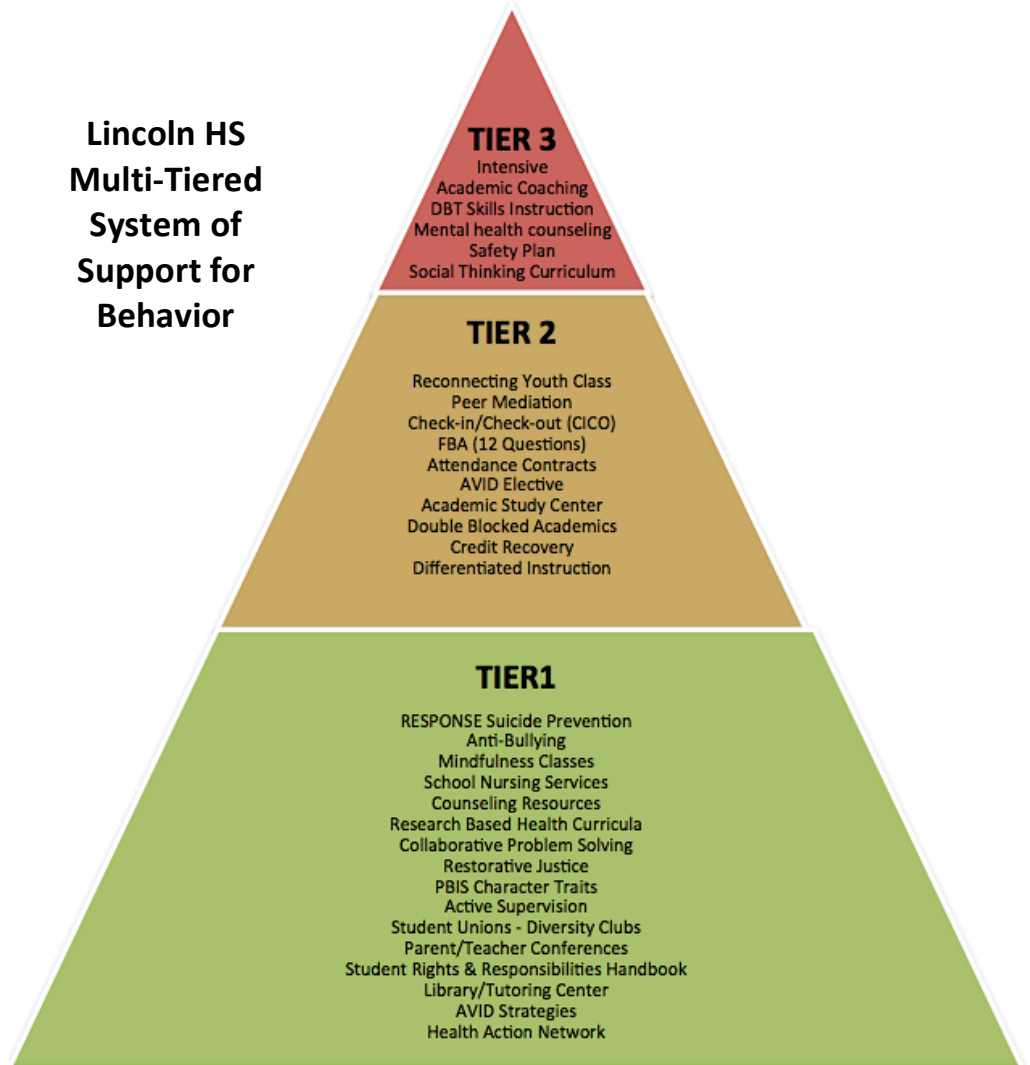 Lincoln HS
Multi-Tiered
System of
Support for
Behavior
TIER 3
Intensive
Academic Coaching
DBT Skills Instruction
Mental health counseling
Safety Plan
Social Thinking Curriculum
TIER 2
Reconnecting Youth Class
Peer Mediation
Check-in/Check-out (CICO)
FBA (12 Questions)
Attendance Contracts
AVID Elective
Academic Study Center
Double Blocked Academics
Credit Recovery
Differentiated Instruction
TIER1
RESPONSE Suicide Prevention
Anti-Bullying
Mindfulness Classes
School Nursing Services
Counseling Resources
Research Based Health Curricula
Collaborative Problem Solving
Restorative Justice
PBIS Character Traits
Active Supervision
Student Unions - Diversity Clubs
Parent/Teacher Conferences
Student Rights & Responsibilities Handbook
Library/Tutoring Center
AVID Strategies
Health Action Network